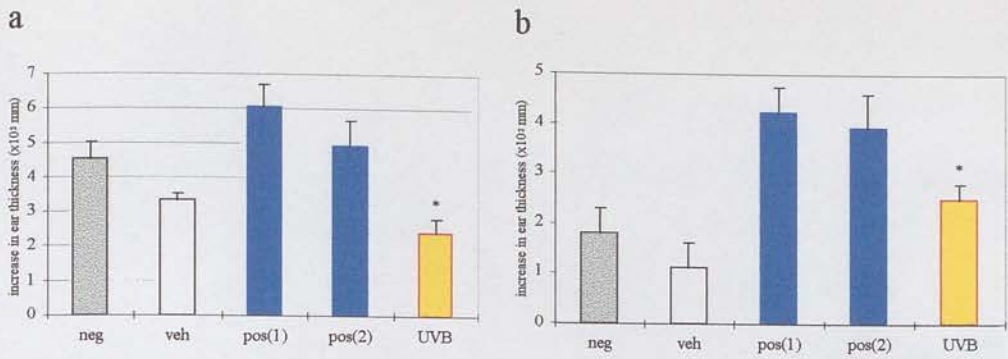 a
increase in ear thickness (x10² mm)
7
6
5
4
3
2
1
0
*
neg veh pos(1) pos(2) UVB
b
increase in ear thickness (x10² mm)
5
4
3
2
1
0
*
neg veh pos(1) pos(2) UVB